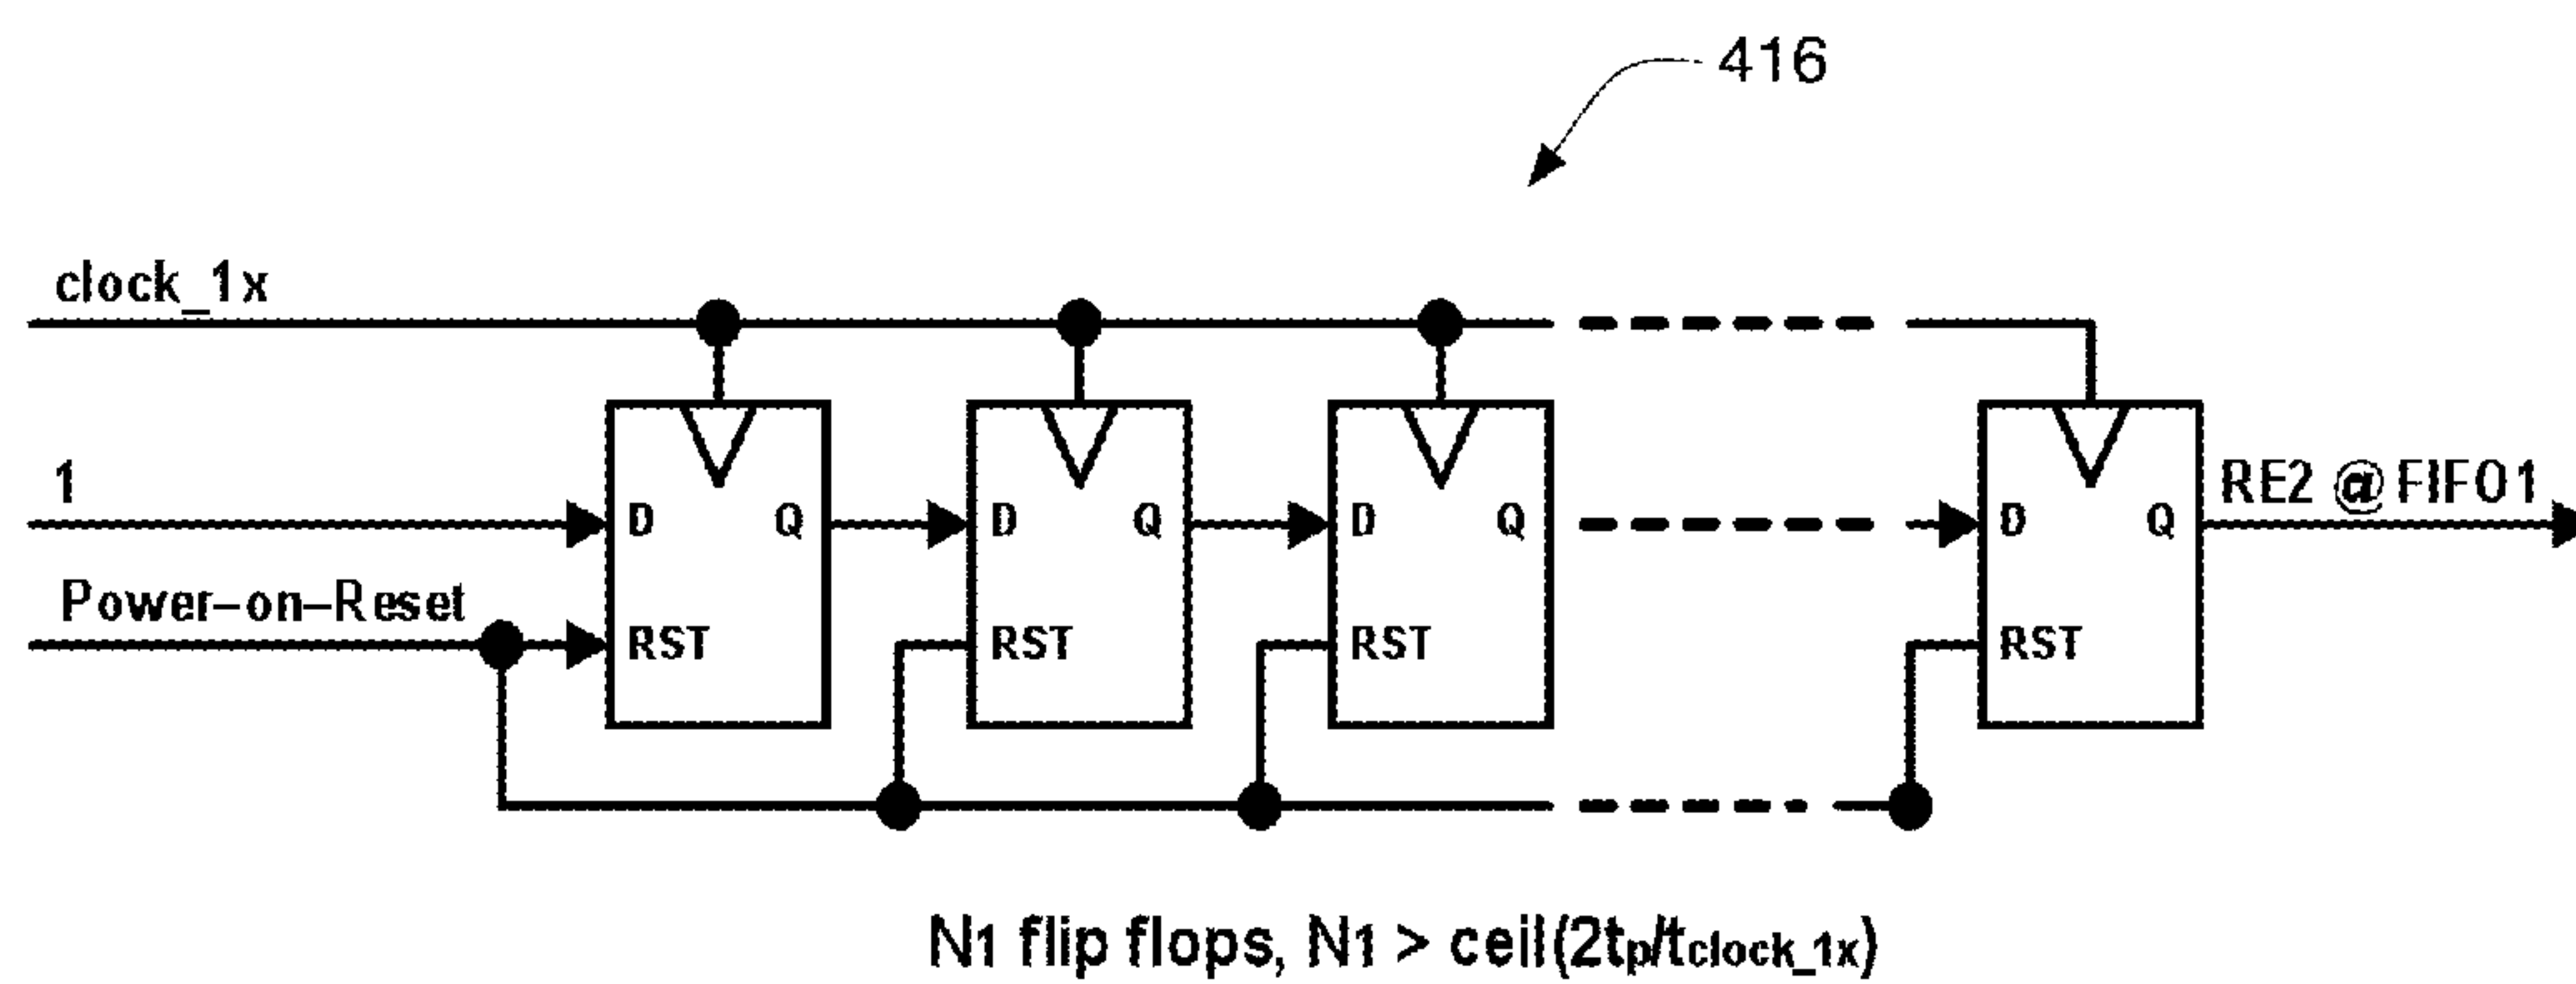 416
clock_1x
1
D Q D Q D Q D Q
RE2 @FIFO1
Power-on-Reset
RST RST RST RST
N1 flip flops, N1 > ceil(2tp/tclock_1x)